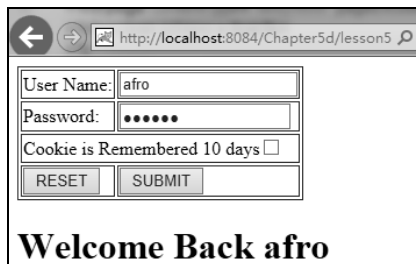 http://localhost:8084/Chapter5d/lesson5
User Name: afro
Password: ••••••
Cookie is Remembered 10 days
RESET SUBMIT
Welcome Back afro